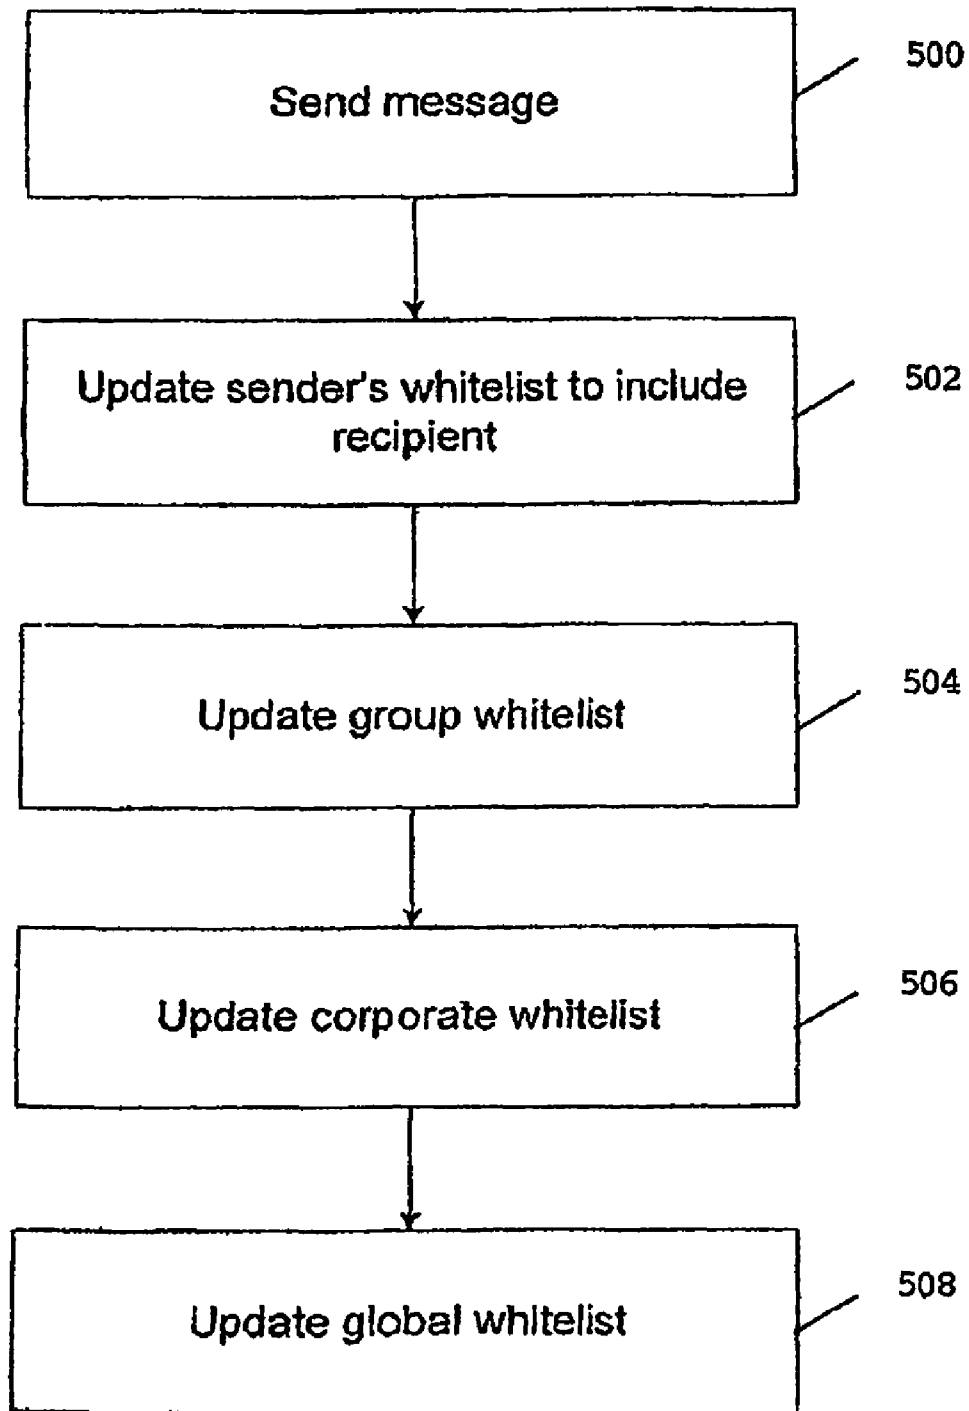 Send message
500
Update sender's whitelist to include
recipient
502
Update group whitelist
504
Update corporate whitelist
506
Update global whitelist
508